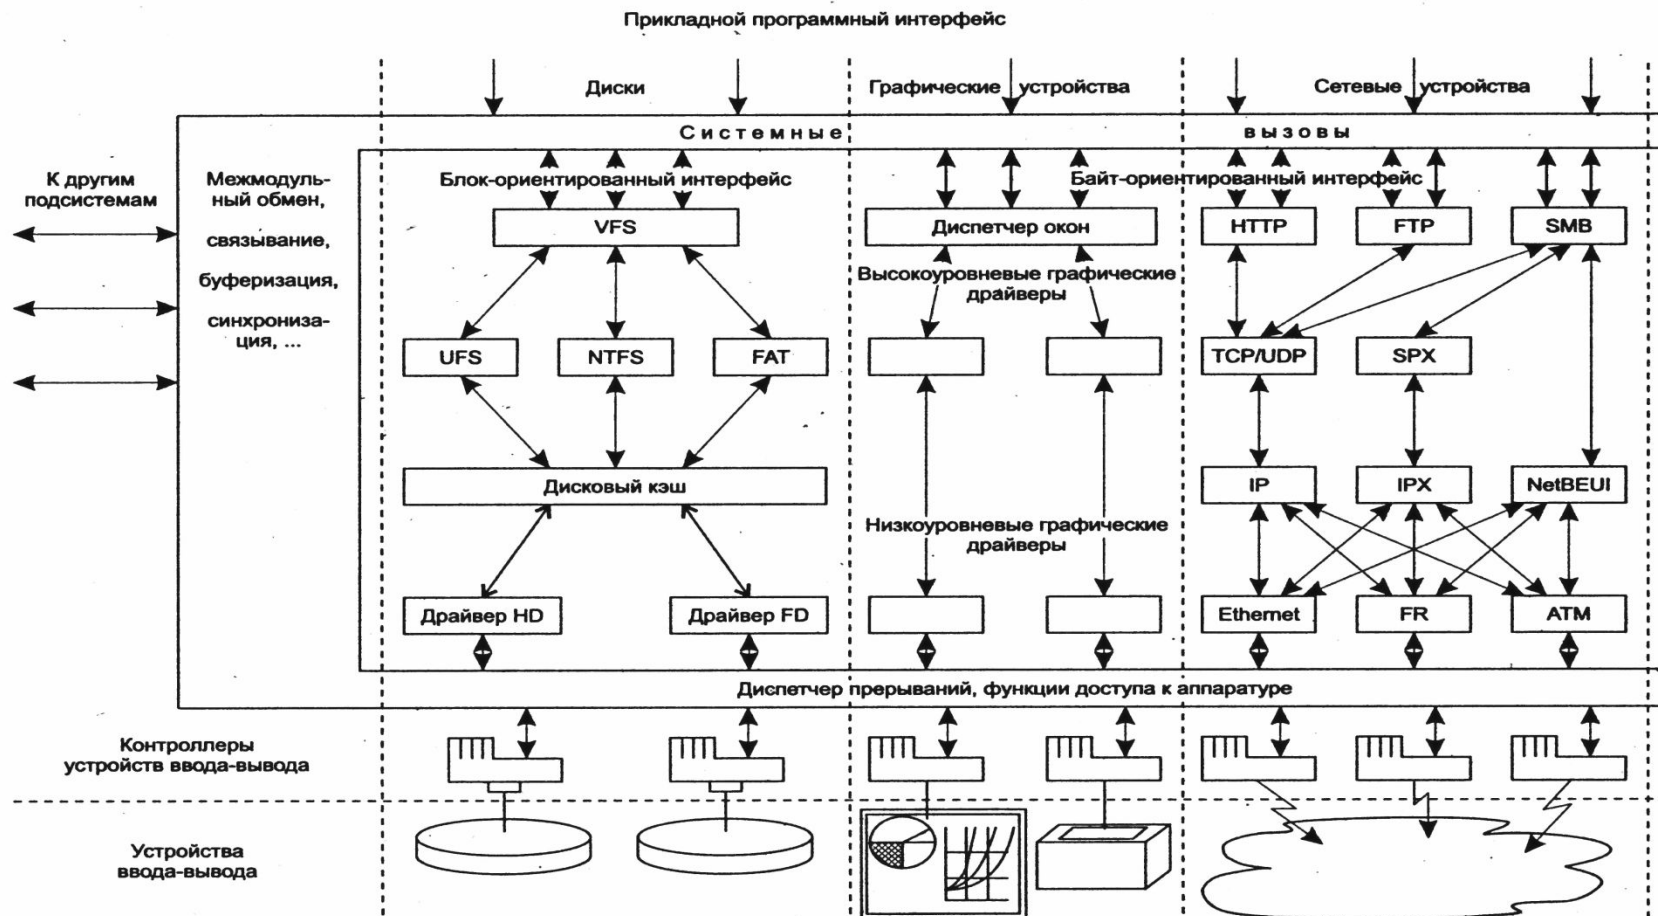 Прикладной программный интерфейс
Диски
Графические устройства
Сетевые устройства
Системные вызовы
К другим
подсистемам
Межмодуль-
ный обмен,
связывание,
буферизация,
синхрониза-
ция, ...
Блок-ориентированный интерфейс
Байт-ориентированный интерфейс
VFS
Диспетчер окон
HTTP
FTP
SMB
Высокоуровневые графические
драйверы
UFS
NTFS
FAT
TCP/UDP
SPX
Дисковый кэш
IP
IPX
NetBEUI
Низкоуровневые графические
драйверы
Драйвер HD
Драйвер FD
Ethernet
FR
ATM
Диспетчер прерываний, функции доступа к аппаратуре
Контроллеры
устройств ввода-вывода
Устройства
ввода-вывода